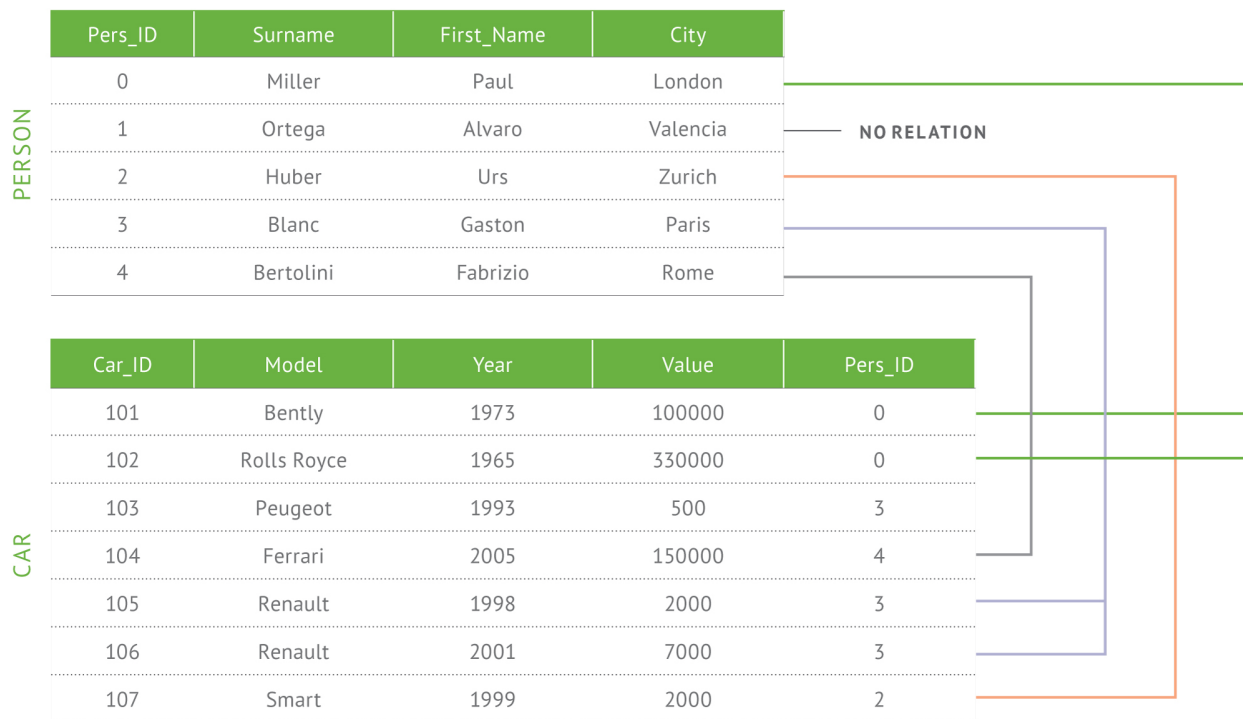 Pers_ID Surname First_Name City
0 Miller Paul London
1 Ortega Alvaro Valencia NO RELATION
2 Huber Urs Zurich
3 Blanc Gaston Paris
4 Bertolini Fabrizio Rome
PERSON
Car_ID Model Year Value Pers_ID
101 Bently 1973 100000 0
102 Rolls Royce 1965 330000 0
103 Peugeot 1993 500 3
104 Ferrari 2005 150000 4
105 Renault 1998 2000 3
106 Renault 2001 7000 3
107 Smart 1999 2000 2
CAR